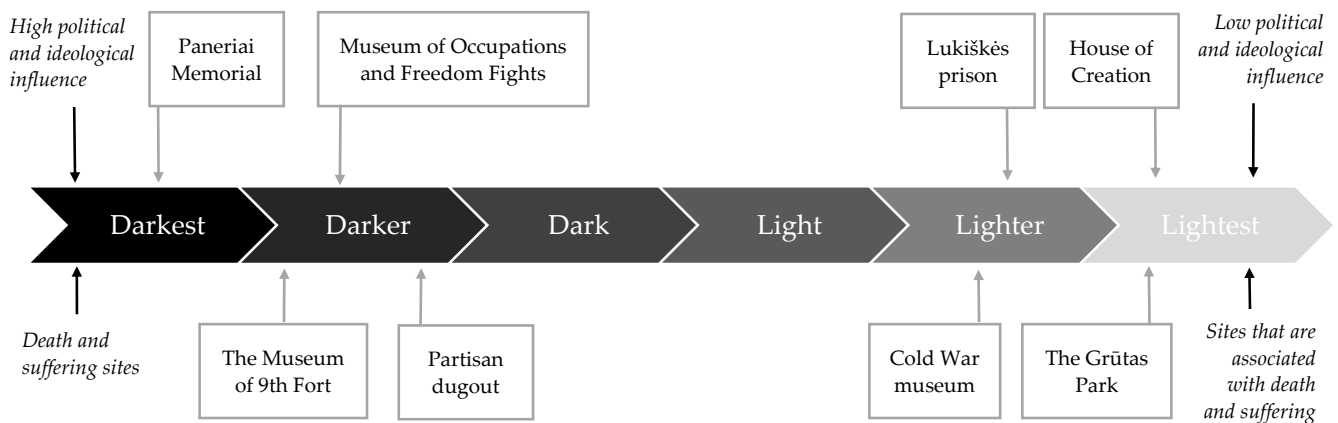 High political
and ideological
influence
Paneriai
Memorial
Museum of Occupations
and Freedom Fights
Lukiškės
prison
House of
Creation
Low political
and ideological
influence
Darkest
Darker
Dark
Light
Lighter
Lightest
Death and
suffering sites
The Museum
of 9th Fort
Partisan
dugout
Cold War
museum
The Grūtas
Park
Sites that are
associated
with death
and suffering